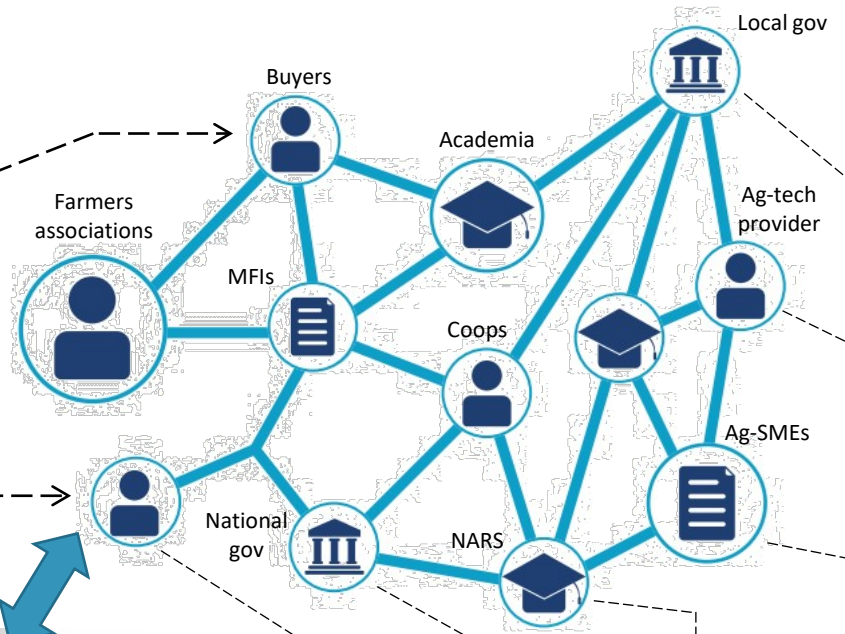 Local gov
Buyers
Academia
Farmers
associations
Ag-tech
provider
MFIs
Coops
Ag-SMEs
National
gov
NARS